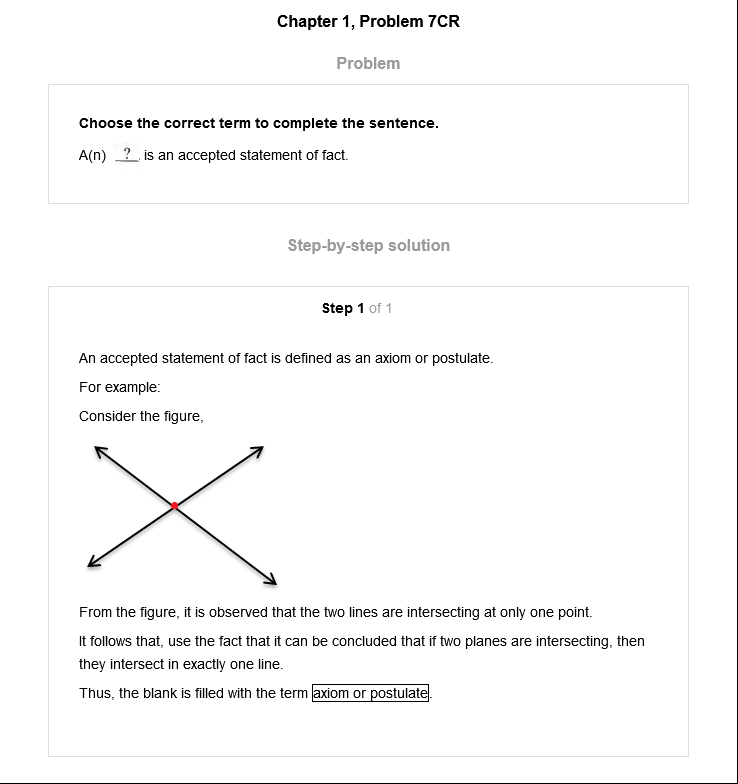 Chapter 1, Problem 7CR
Problem
Choose the correct term to complete the sentence.
A(n) ? is an accepted statement of fact.
Step-by-step solution
Step 1 of 1
An accepted statement of fact is defined as an axiom or postulate.
For example:
Consider the figure,
From the figure, it is observed that the two lines are intersecting at only one point.
It follows that, use the fact that it can be concluded that if two planes are intersecting, then
they intersect in exactly one line.
Thus, the blank is filled with the term axiom or postulate.